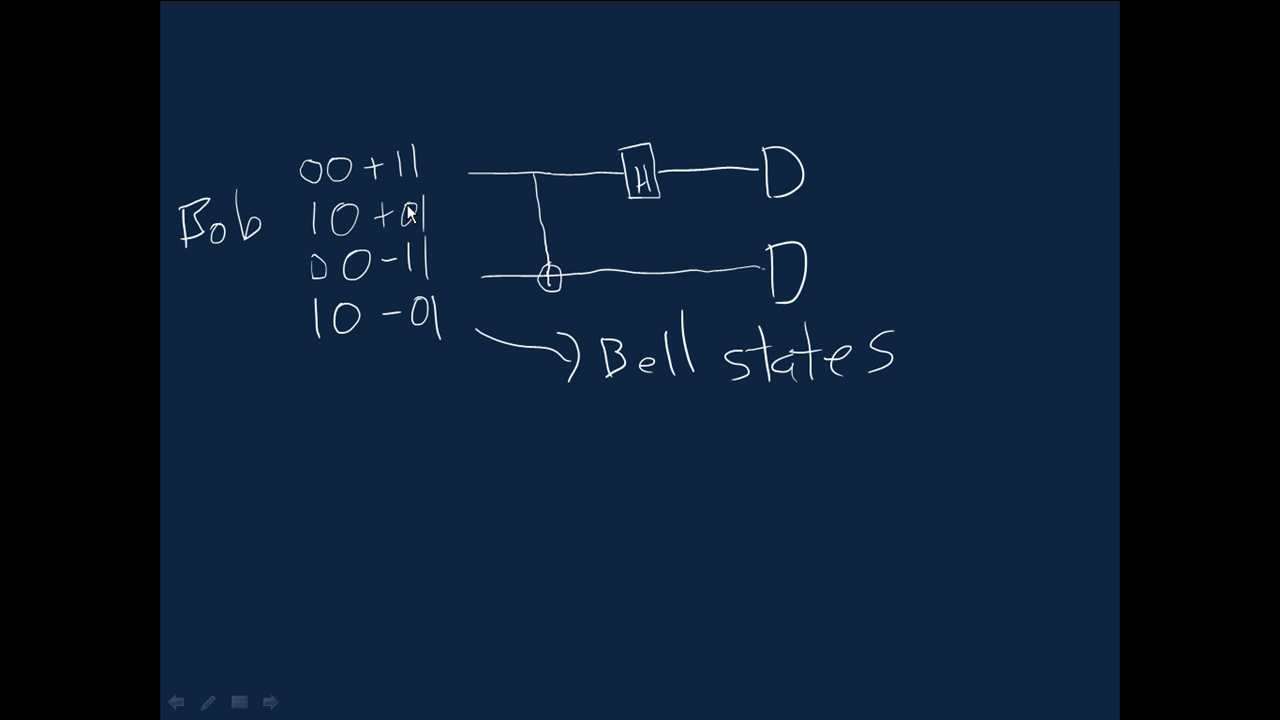 Bob
00 + 11
10 + 01
00 - 11
10 - 01
H
D
D
Bell states